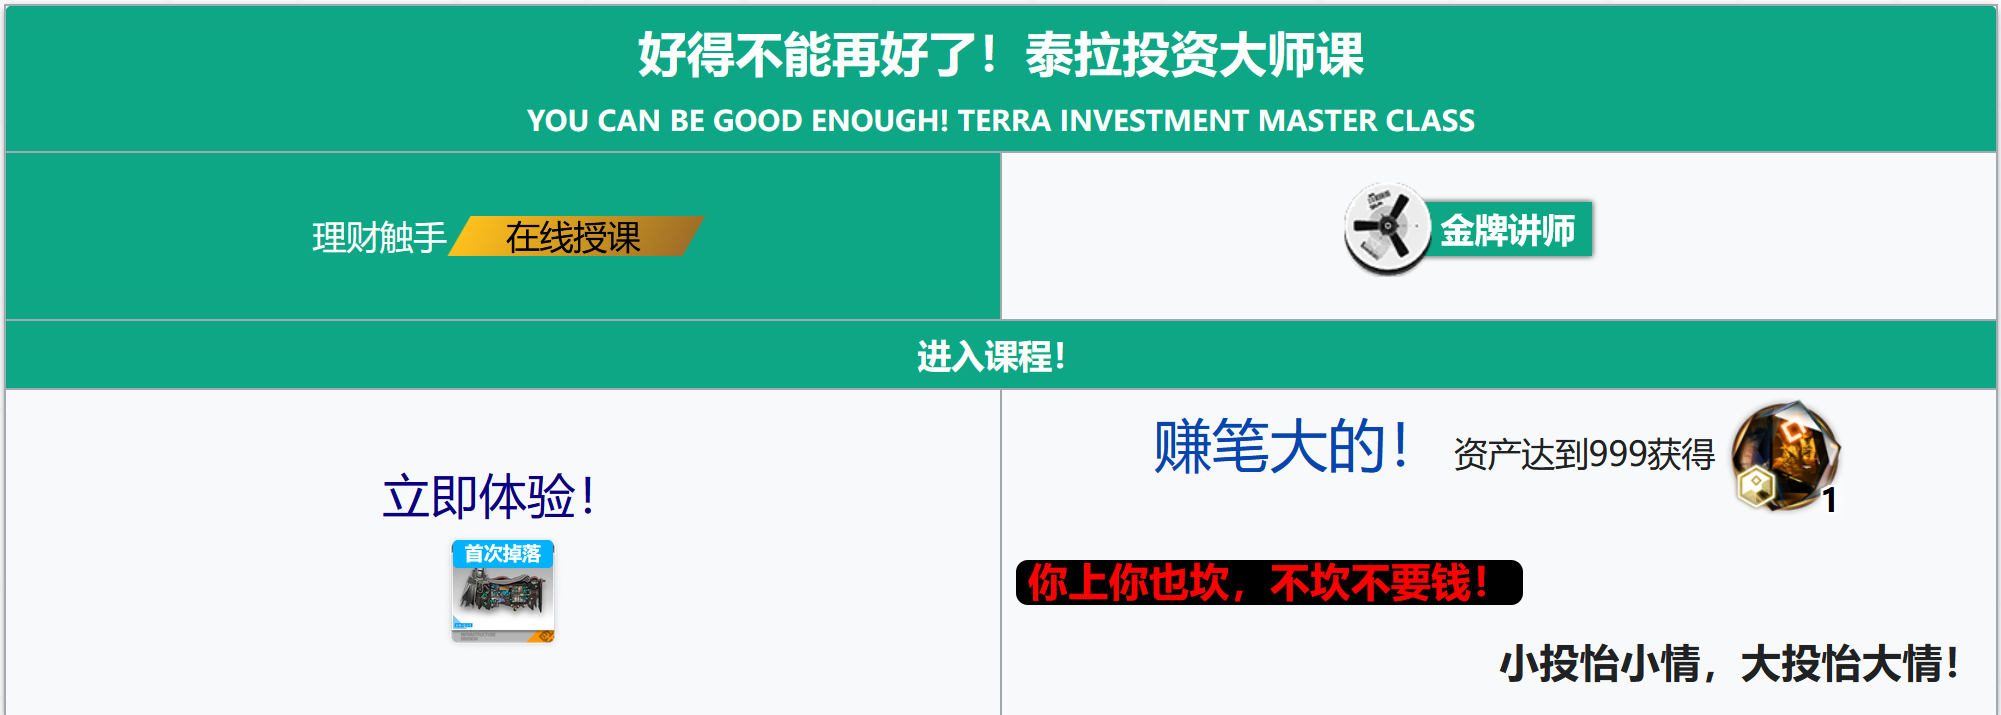 好得不能再好了！泰拉投资大师课
YOU CAN BE GOOD ENOUGH! TERRA INVESTMENT MASTER CLASS
理财触手 在线授课
金牌讲师
进入课程！
立即体验！
首次掉落
赚笔大的！ 资产达到999获得
1
你上你也坎，不坎不要钱！
小投怡小情，大投怡大情！